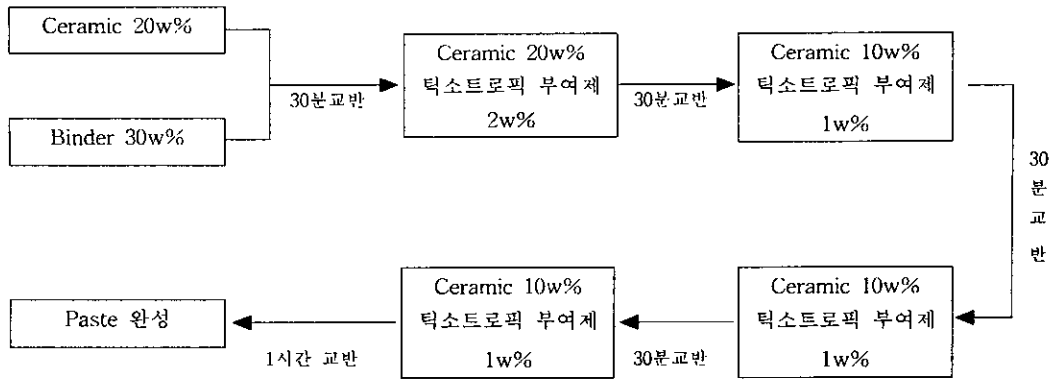 Ceramic 20w%
Binder 30w%
30분교반
Ceramic 20w%
틱소트로픽 부여제
2w%
30분교반
Ceramic 10w%
틱소트로픽 부여제
1w%
30
분
교
반
Ceramic 10w%
틱소트로픽 부여제
1w%
30분교반
Ceramic 10w%
틱소트로픽 부여제
1w%
1시간 교반
Paste 완성